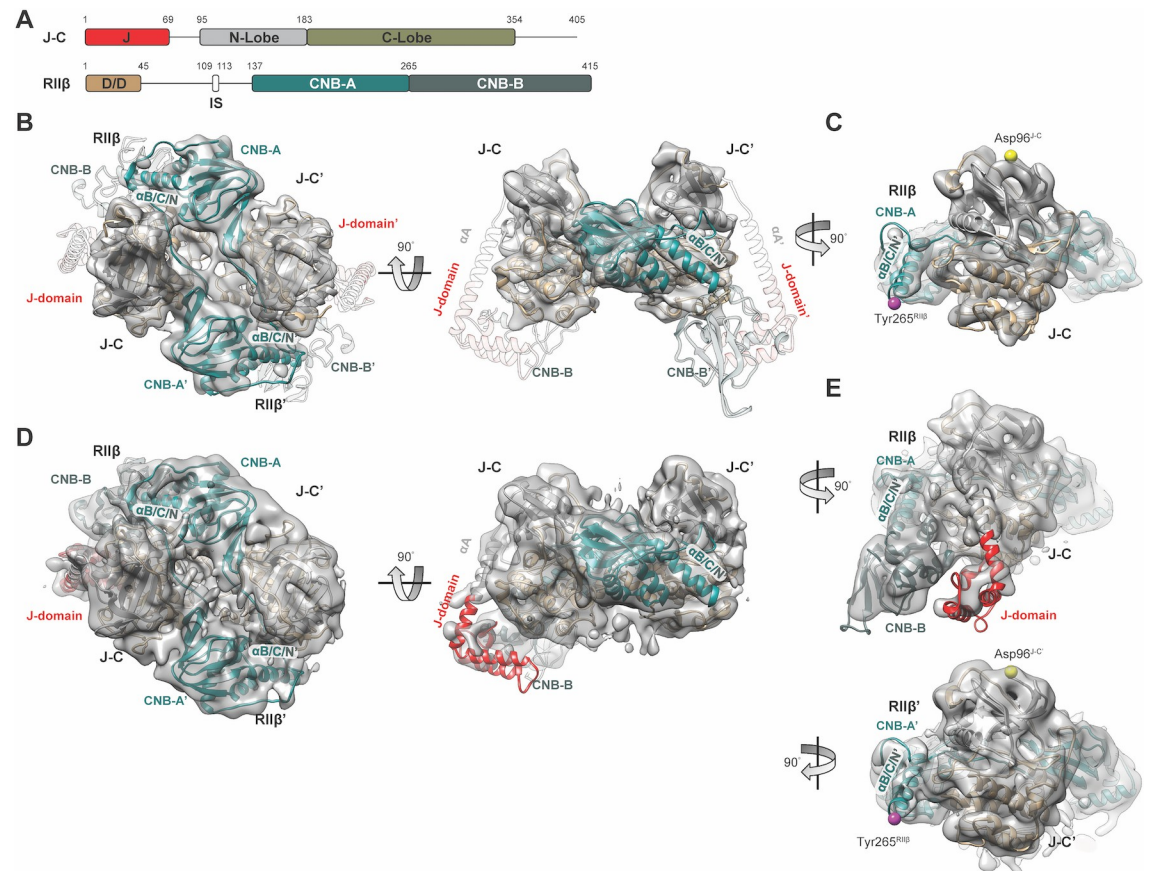 A
1 69 95 183 354 405
J-C J N-Lobe C-Lobe
1 45 109 113 137 265 415
RIIβ D/D CNB-A CNB-B
IS
B
RIIβ
CNB-A
CNB-B
αB/C/N
J-C'
J-domain'
J-domain
J-C
αB/C/N'
CNB-A'
CNB-B'
RIIβ'
90°
J-C
J-C'
αA
αB/C/N'
αA'
J-domain
J-domain'
CNB-B
CNB-B'
90°
C
Asp96J-C
RIIβ
CNB-A
αB/C/N'
Tyr265RIIβ
J-C
D
RIIβ
CNB-A
CNB-B
αB/C/N
J-C'
J-domain
J-C
αB/C/N'
CNB-A'
RIIβ'
90°
J-C
J-C'
αA
αB/C/N'
J-domain
CNB-B
E
90°
RIIβ
CNB-A
αB/C/N'
J-C
CNB-B
J-domain
90°
Asp96J-C'
RIIβ'
CNB-A'
αB/C/N'
Tyr265RIIβ
J-C'